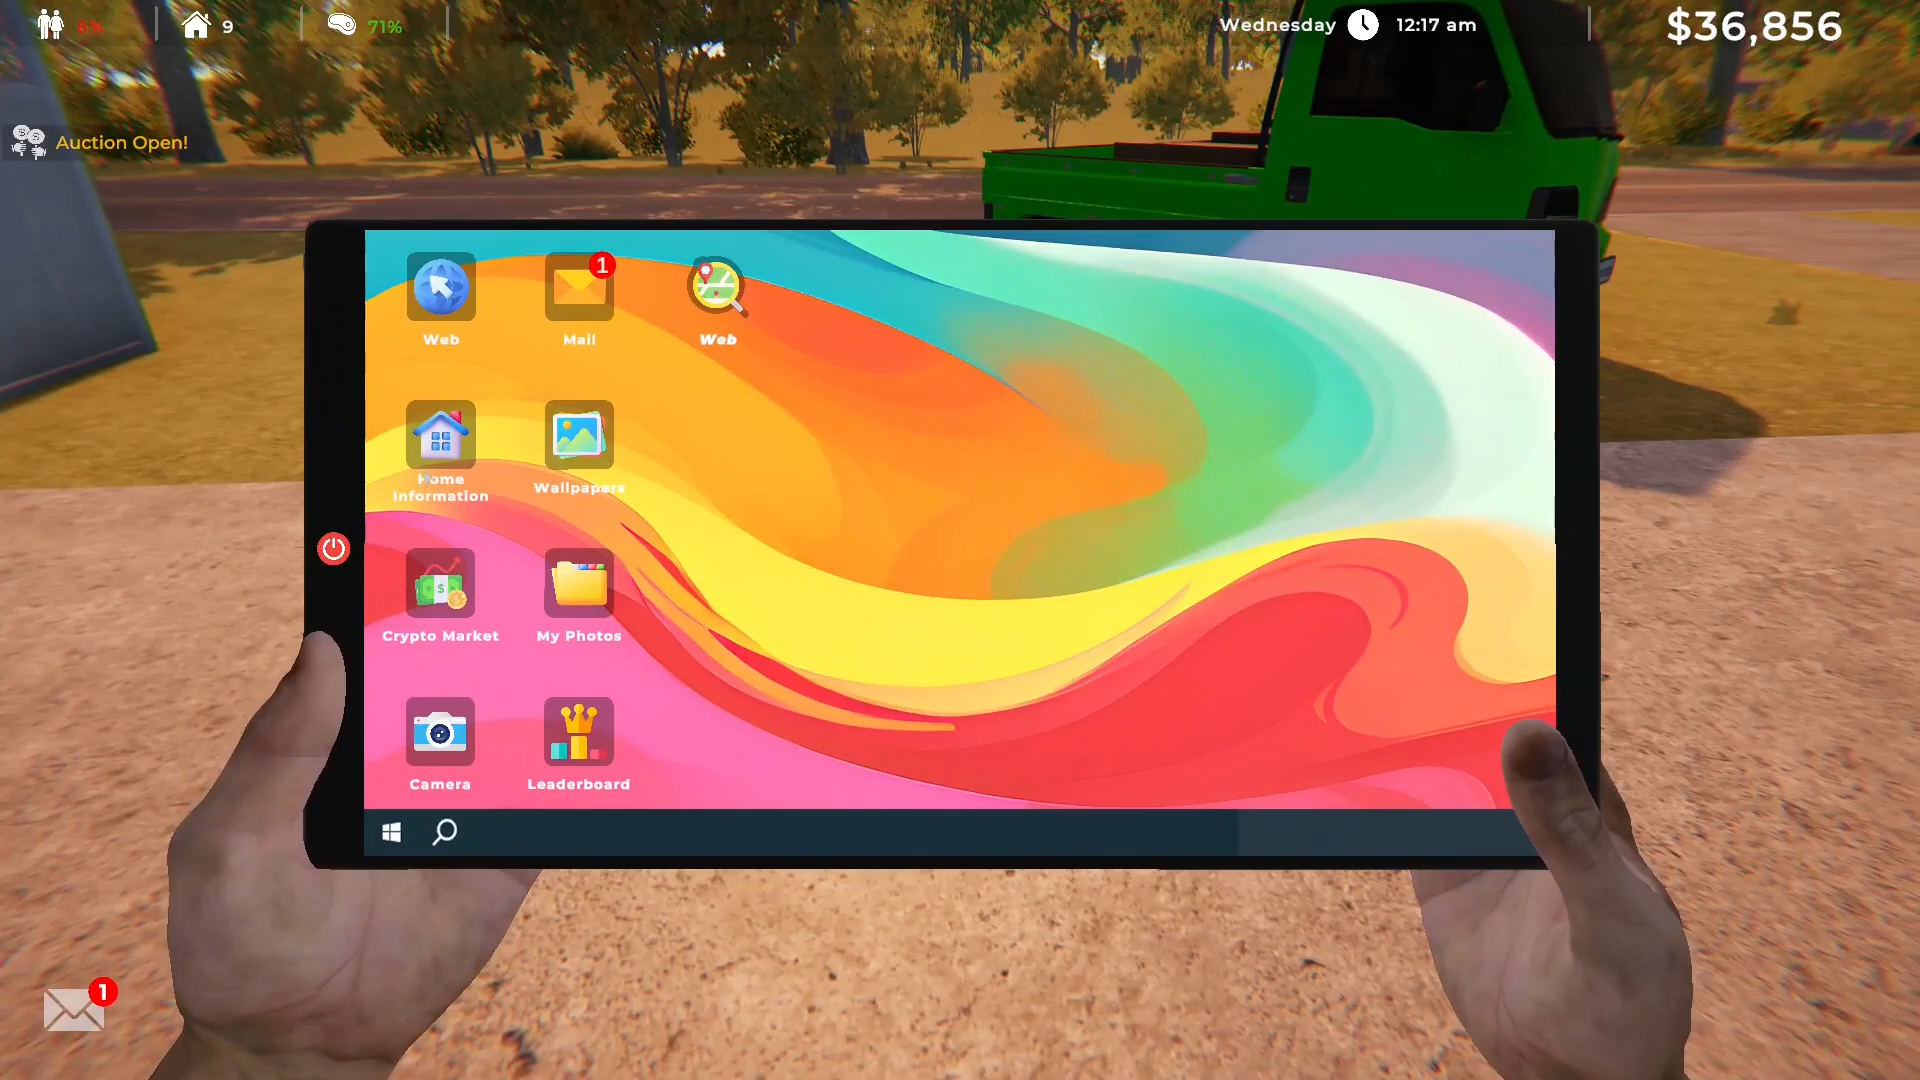 6%
9
71%
Wednesday
12:17 am
$36,856
Auction Open!
Web
Mail
1
Web
Home
Information
Wallpapers
Crypto Market
My Photos
Camera
Leaderboard
1